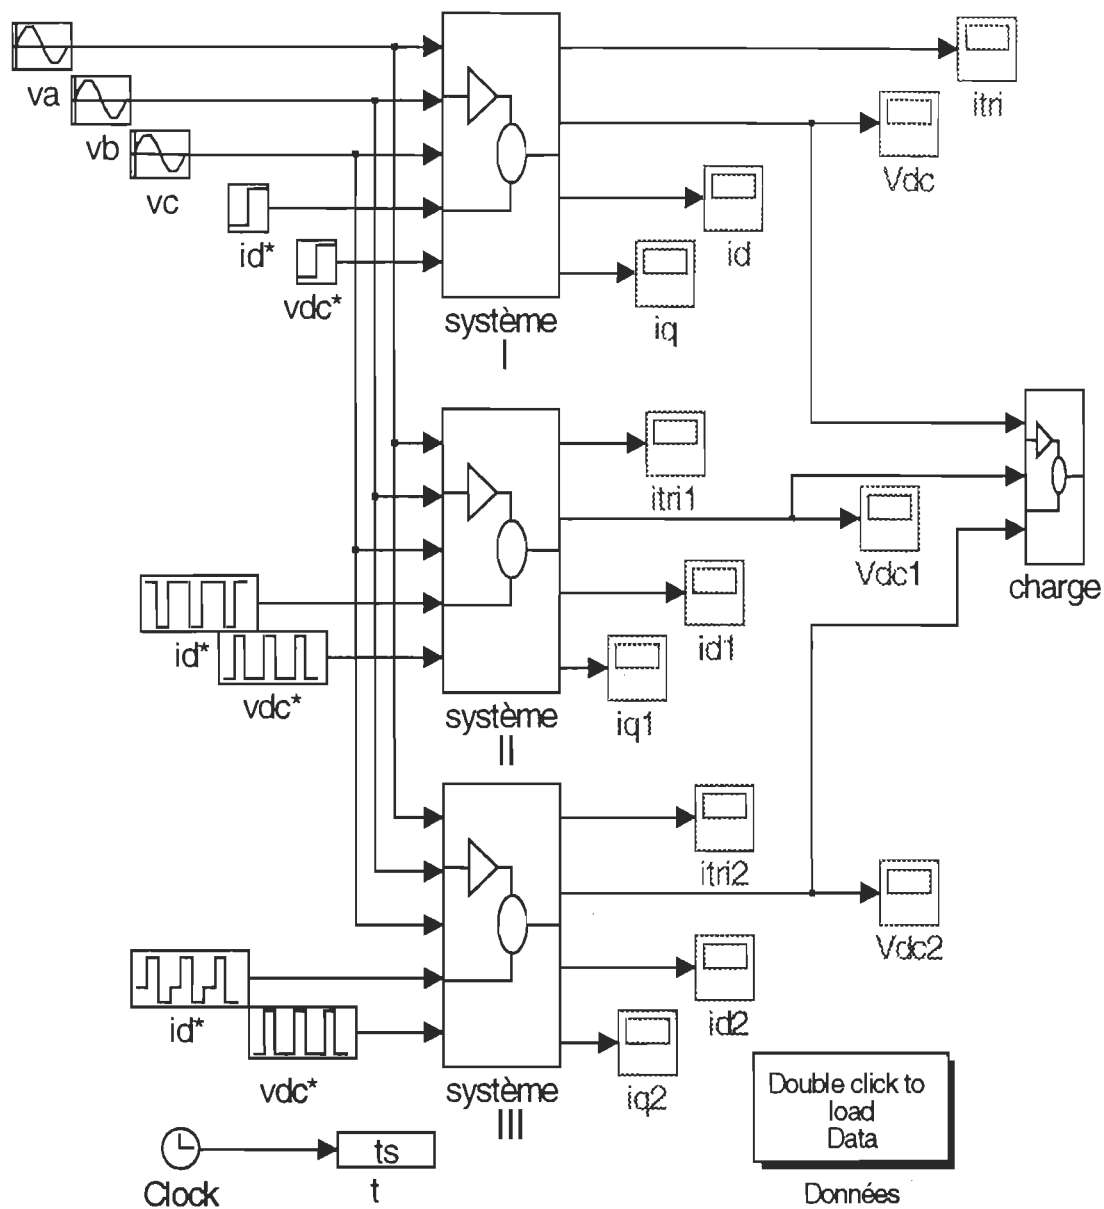 va
vb
vc
id*
vdc*
système
I
itri
Vdc
id
iq
système
II
id*
vdc*
itri1
Vdc1
id1
iq1
charge
système
III
id*
vdc*
itri2
Vdc2
id2
iq2
Clock
ts
t
Double click to
load
Data
Données